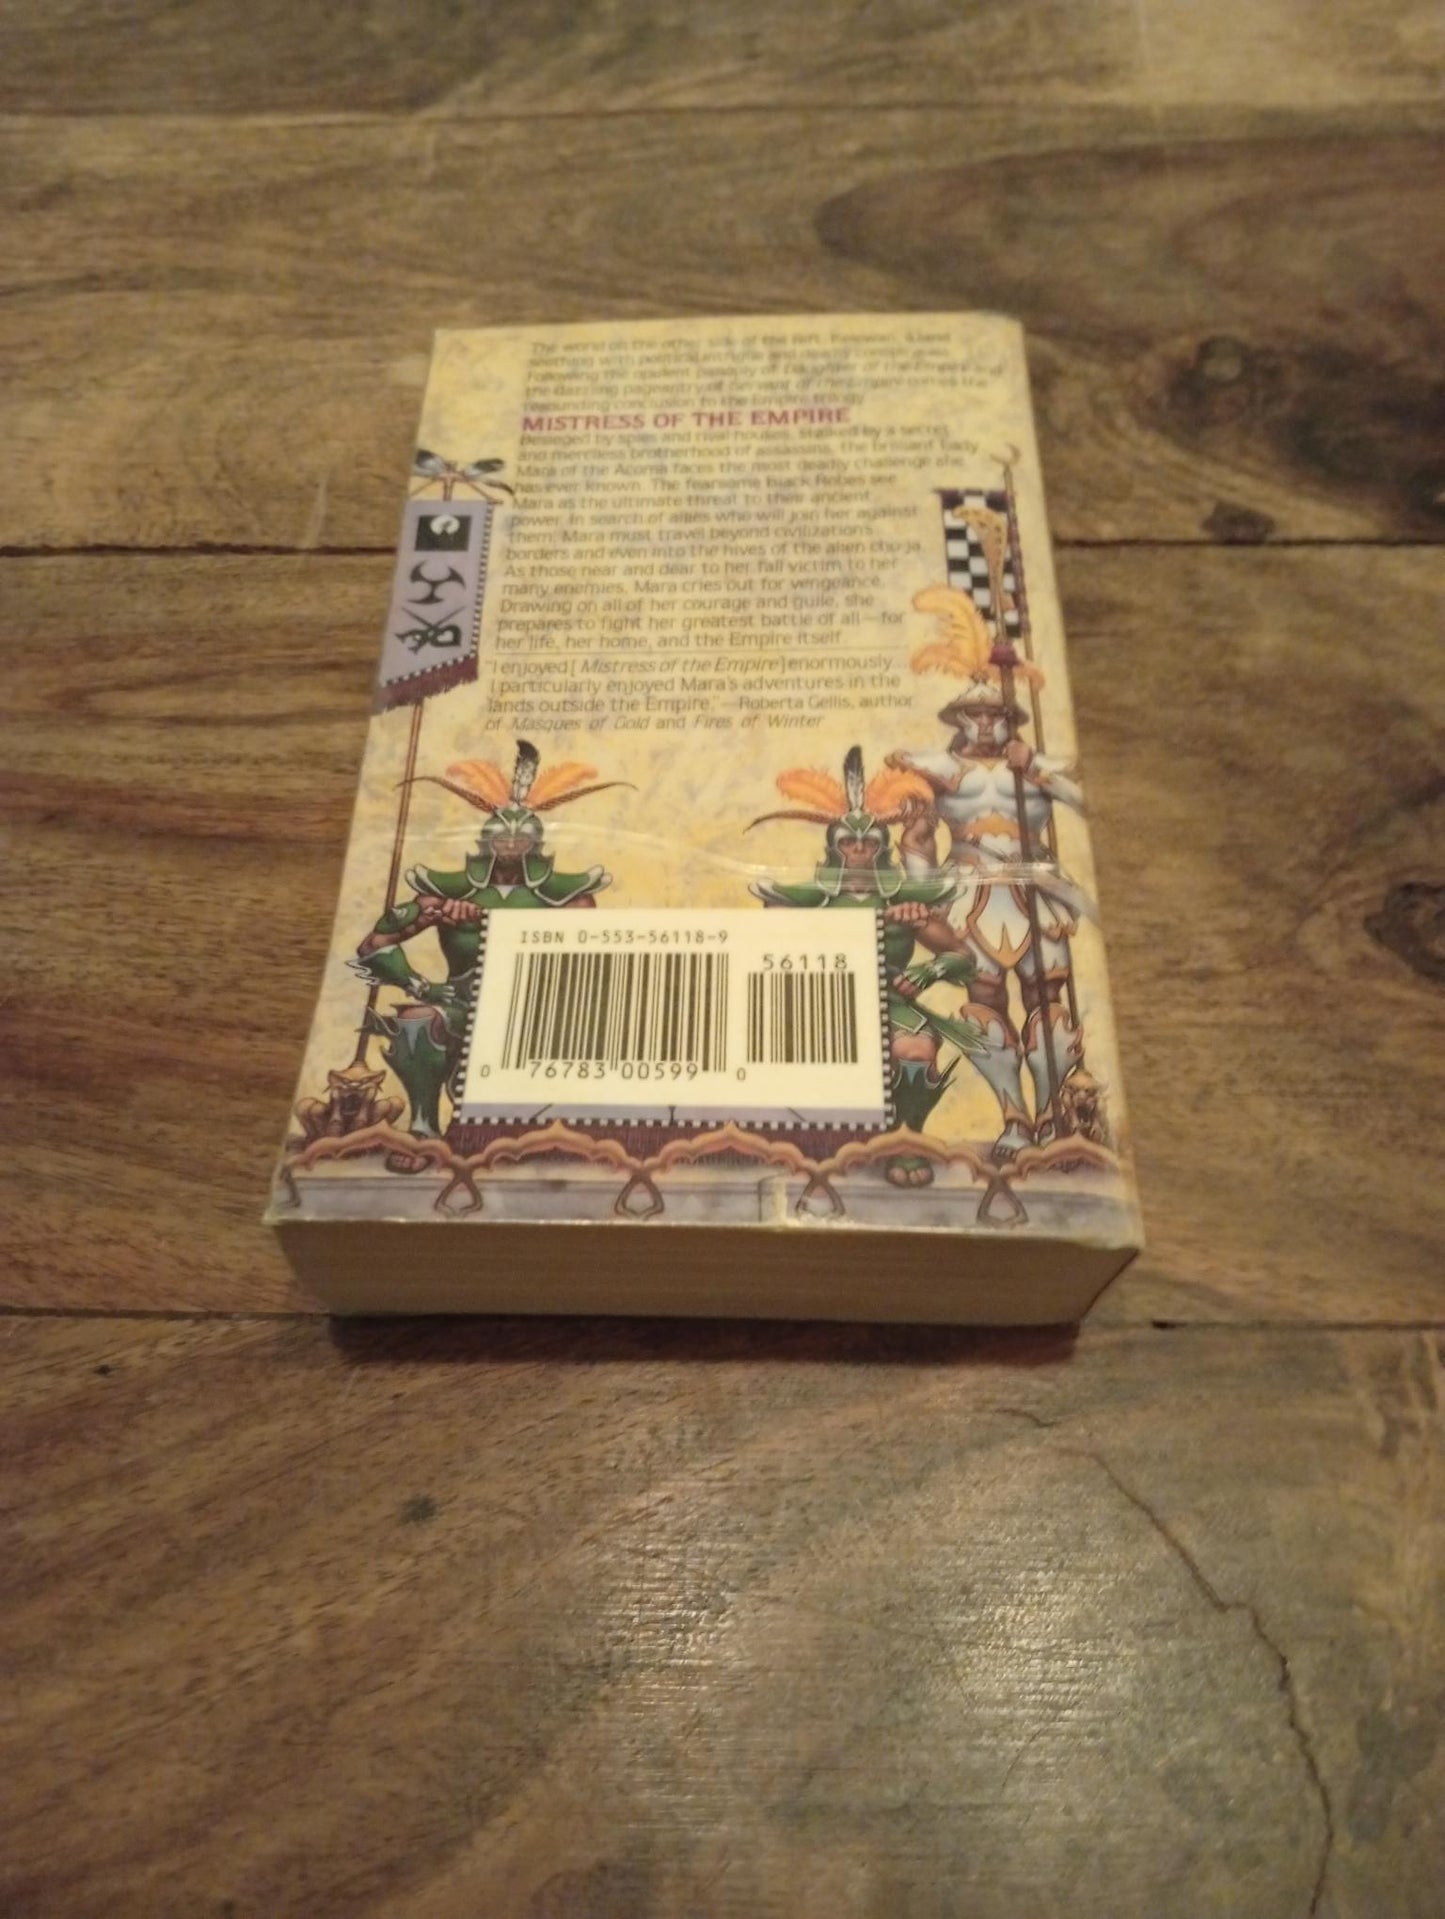 The world on the other side of the rift, Kelewan, a land
seething with political intrigue and deadly conspiracies.
Following the opulent panoply of Daughter of the Empire and
the dazzling pageantry of Servant of the Empire comes the
resounding conclusion to the Empire trilogy
MISTRESS OF THE EMPIRE
Besieged by spies and rival houses, stalked by a secret
and merciless brotherhood of assassins, the brilliant Lady
Mara of the Acoma faces the most deadly challenge she
has ever known. The fearsome Black Robes see
Mara as the ultimate threat to their ancient
power. In search of allies who will join her against
them, Mara must travel beyond civilization's
borders and even into the hives of the alien cho-ja.
As those near and dear to her fall victim to her
many enemies, Mara cries out for vengeance.
Drawing on all of her courage and guile, she
prepares to fight her greatest battle of all—for
her life, her home, and the Empire itself.
"I enjoyed [Mistress of the Empire] enormously...
I particularly enjoyed Mara's adventures in the
lands outside the Empire."—Roberta Gellis, author
of Masques of Gold and Fires of Winter
ISBN 0-553-56118-9
56118
0 76783 00599 0